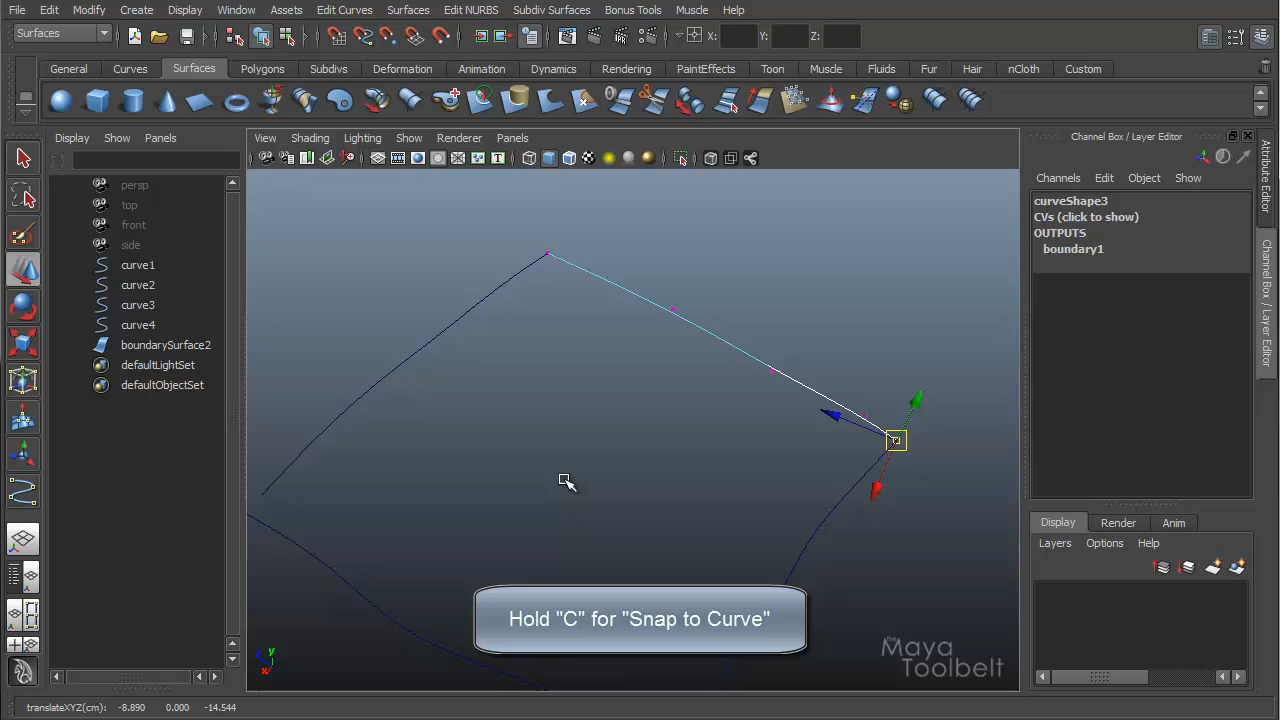 File Edit Modify Create Display Window Assets Edit Curves Surfaces Edit NURBS Subdiv Surfaces Bonus Tools Muscle Help
Surfaces X: Y: Z:
General Curves Surfaces Polygons Subdivs Deformation Animation Dynamics Rendering PaintEffects Toon Muscle Fluids Fur Hair nCloth Custom
Display Show Panels
View Shading Lighting Show Renderer Panels
Channel Box / Layer Editor
Channels Edit Object Show
persp
top
front
side
curve1
curve2
curve3
curve4
boundarySurface2
defaultLightSet
defaultObjectSet
curveShape3
CVs (click to show)
OUTPUTS
boundary1
Attribute Editor
Channel Box / Layer Editor
Hold "C" for "Snap to Curve"
the Maya
Toolbelt
y
x
Display Render Anim
Layers Options Help
translateXYZ(cm): -8.890 0.000 -14.544